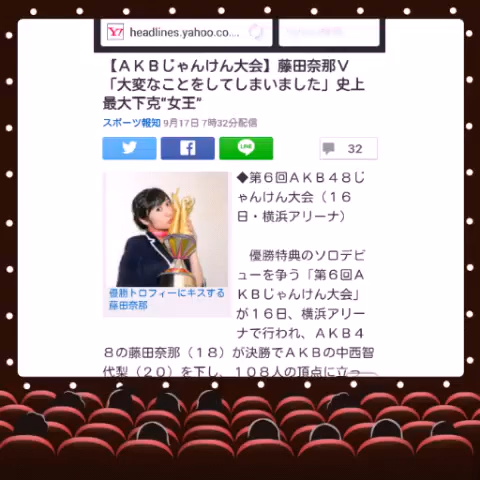 Y!
headlines.yahoo.co...
【ＡＫＢじゃんけん大会】藤田奈那Ｖ
「大変なことをしてしまいました」史上
最大下克“女王”
スポーツ報知 9月17日 7時32分配信
LINE
32
優勝トロフィーにキスする
藤田奈那
◆第６回ＡＫＢ４８じ
ゃんけん大会（１６
日・横浜アリーナ）
優勝特典のソロデビ
ューを争う「第６回Ａ
ＫＢじゃんけん大会」
が１６日、横浜アリー
ナで行われ、ＡＫＢ４
８の藤田奈那（１８）が決勝でＡＫＢの中西智
代梨（２０）を下し、１０８人の頂点に立っ